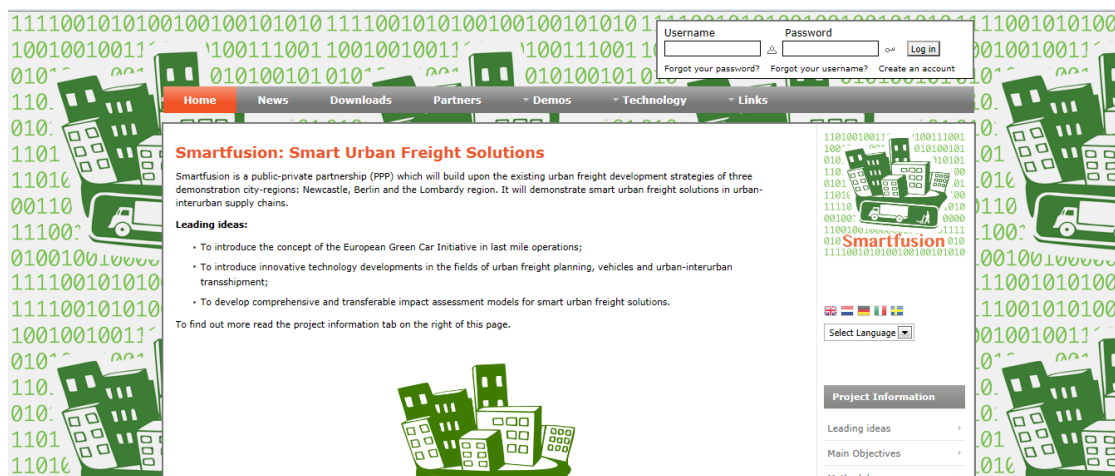 Username Password
Log in
Forgot your password? Forgot your username? Create an account
Home News Downloads Partners Demos Technology Links
Smartfusion: Smart Urban Freight Solutions
Smartfusion is a public-private partnership (PPP) which will build upon the existing urban freight development strategies of three
demonstration city-regions: Newcastle, Berlin and the Lombardy region. It will demonstrate smart urban freight solutions in urban-
interurban supply chains.
Leading ideas:
• To introduce the concept of the European Green Car Initiative in last mile operations;
• To introduce innovative technology developments in the fields of urban freight planning, vehicles and urban-interurban
transshipment;
• To develop comprehensive and transferable impact assessment models for smart urban freight solutions.
To find out more read the project information tab on the right of this page.
Smartfusion
Select Language
Project Information
Leading ideas
Main Objectives